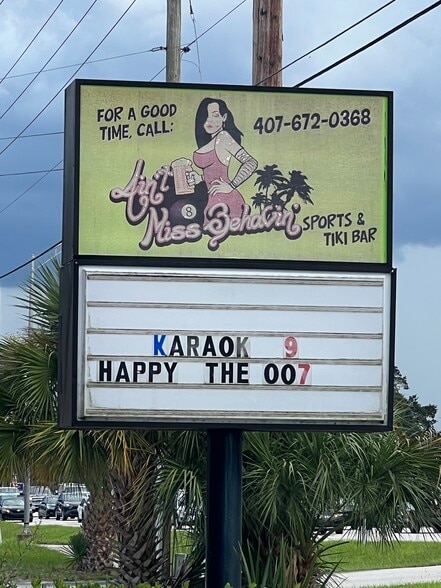 FOR A GOOD
TIME, CALL:
407-672-0368
Ain't
8
Miss Behavin'
SPORTS &
TIKI BAR
KARAOK 9
HAPPY THE 007